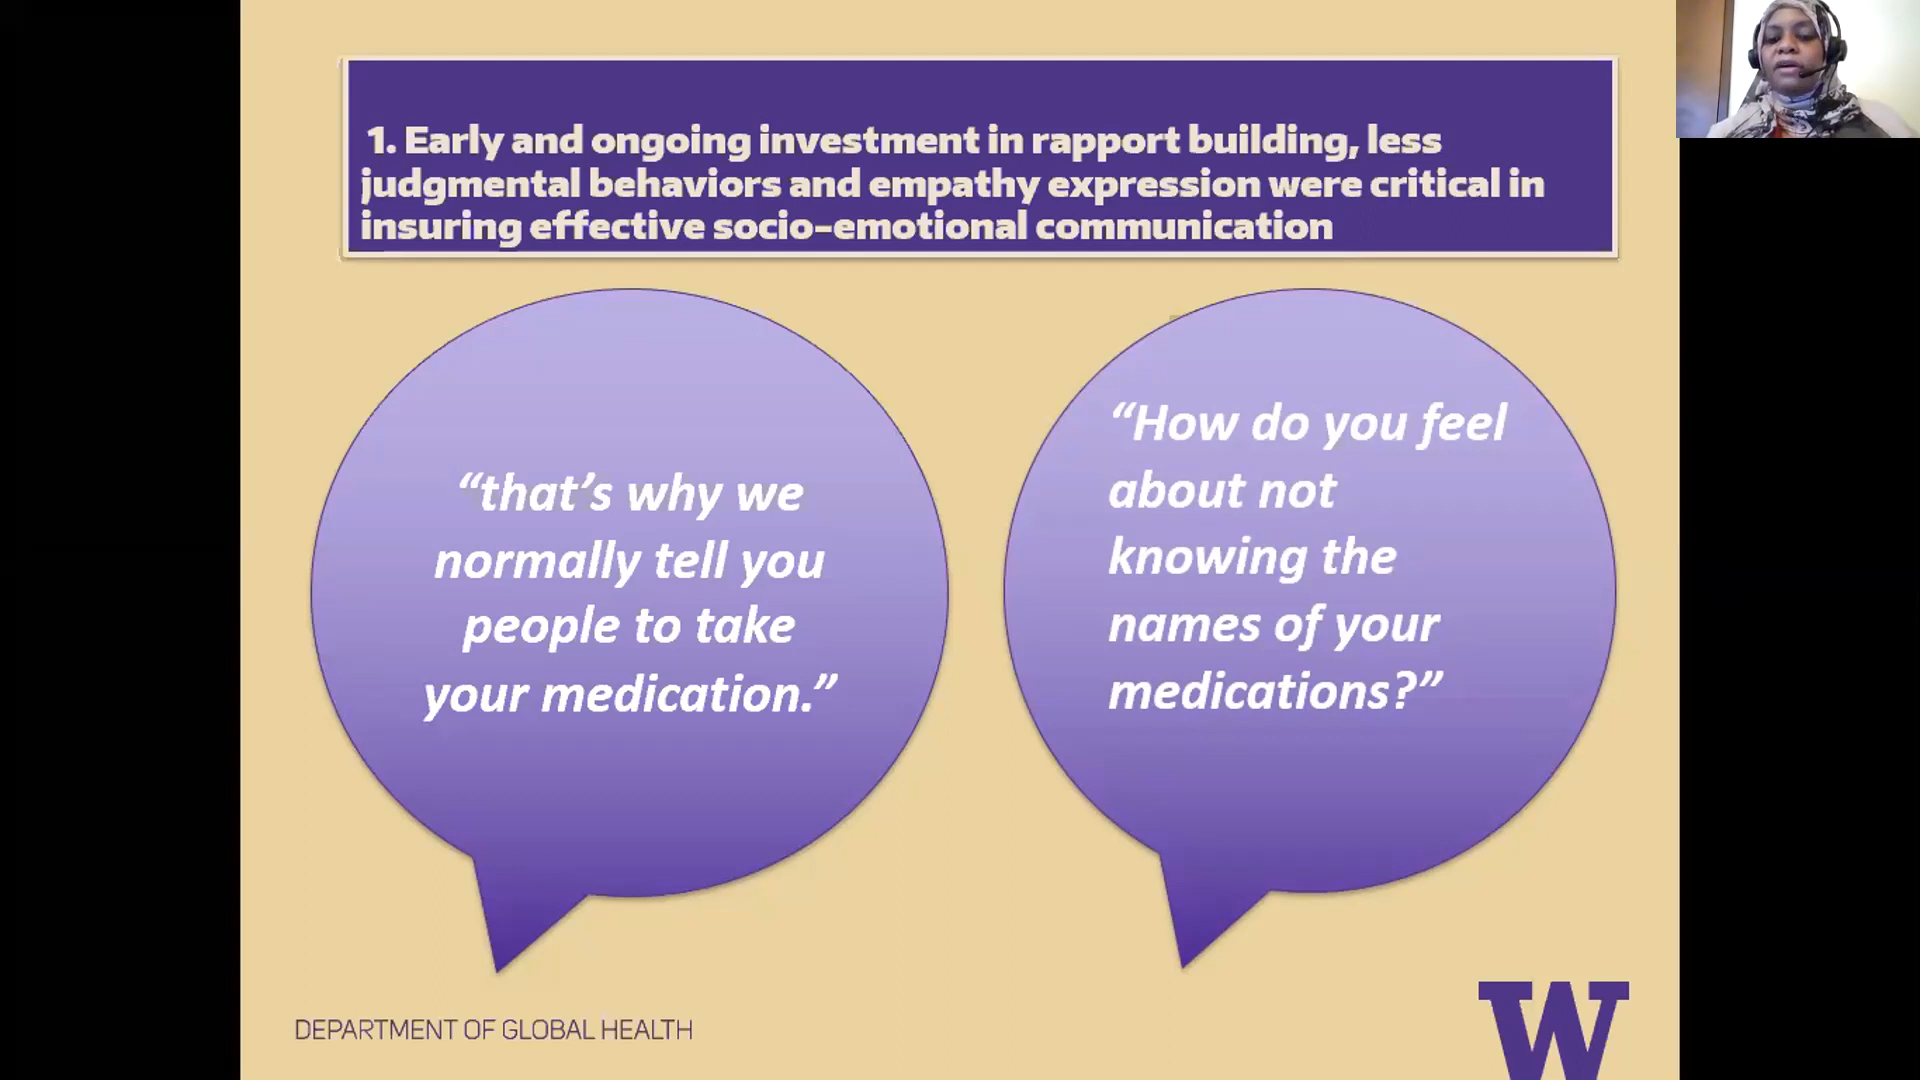 1. Early and ongoing investment in rapport building, less
judgmental behaviors and empathy expression were critical in
insuring effective socio-emotional communication
“that’s why we
normally tell you
people to take
your medication.”
“How do you feel
about not
knowing the
names of your
medications?”
DEPARTMENT OF GLOBAL HEALTH
W